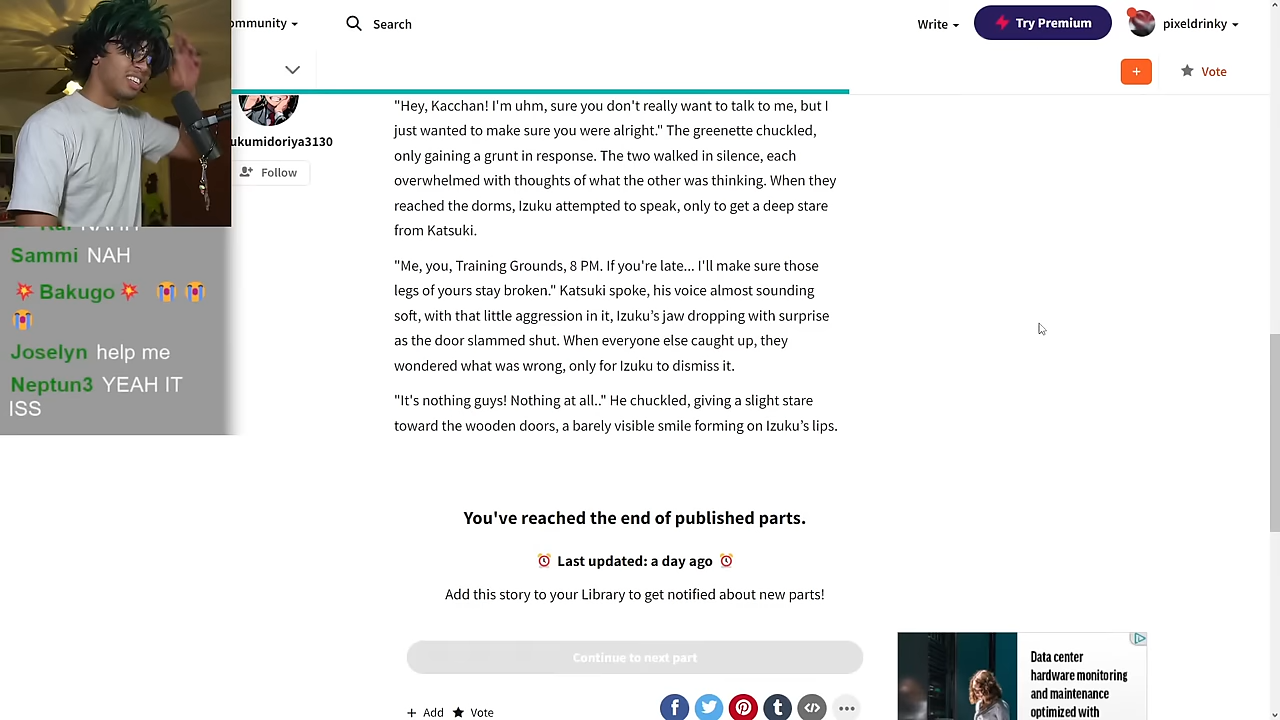 ommunity
Search
Write
Try Premium
pixeldrinky
+
Vote
ukumidoriya3130
Follow
"Hey, Kacchan! I'm uhm, sure you don't really want to talk to me, but I
just wanted to make sure you were alright." The greenette chuckled,
only gaining a grunt in response. The two walked in silence, each
overwhelmed with thoughts of what the other was thinking. When they
reached the dorms, Izuku attempted to speak, only to get a deep stare
from Katsuki.
"Me, you, Training Grounds, 8 PM. If you're late... I'll make sure those
legs of yours stay broken." Katsuki spoke, his voice almost sounding
soft, with that little aggression in it, Izuku’s jaw dropping with surprise
as the door slammed shut. When everyone else caught up, they
wondered what was wrong, only for Izuku to dismiss it.
"It's nothing guys! Nothing at all.." He chuckled, giving a slight stare
toward the wooden doors, a barely visible smile forming on Izuku’s lips.
Sammi NAH
💥Bakugo💥 😭😭
😭
Joselyn help me
Neptun3 YEAH IT
ISS
You've reached the end of published parts.
⏰ Last updated: a day ago ⏰
Add this story to your Library to get notified about new parts!
Continue to next part
+ Add ★ Vote
Data center
hardware monitoring
and maintenance
optimized with